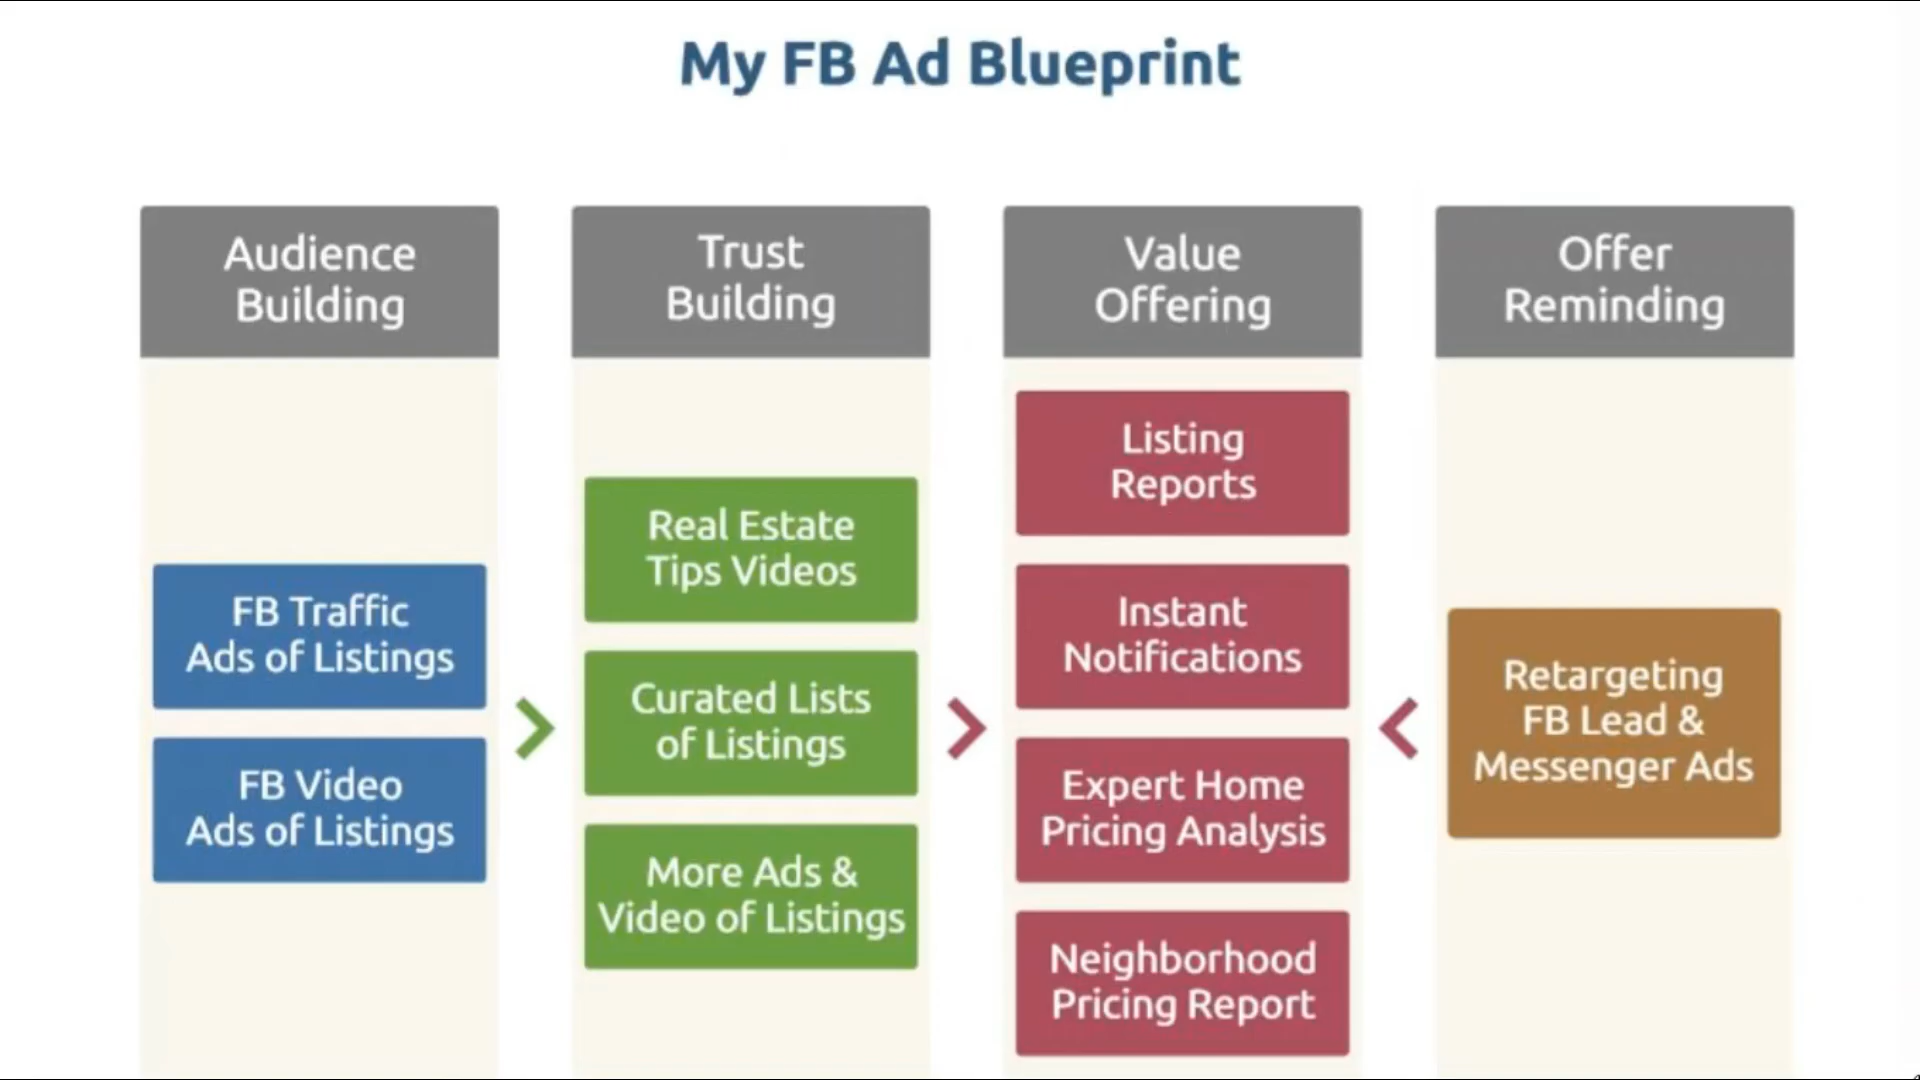 My FB Ad Blueprint
Audience
Building
FB Traffic
Ads of Listings
FB Video
Ads of Listings
Trust
Building
Real Estate
Tips Videos
Curated Lists
of Listings
More Ads &
Video of Listings
Value
Offering
Listing
Reports
Instant
Notifications
Expert Home
Pricing Analysis
Neighborhood
Pricing Report
Offer
Reminding
Retargeting
FB Lead &
Messenger Ads